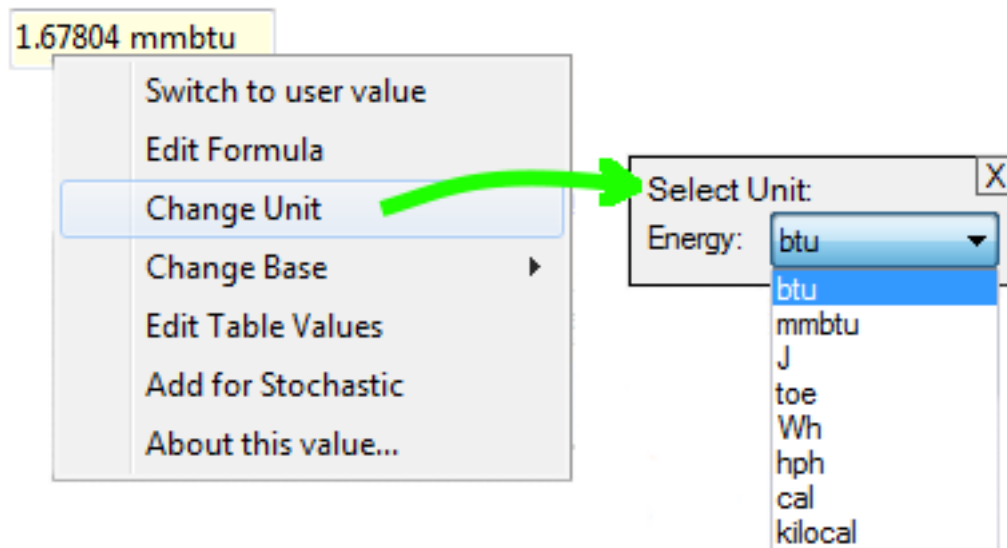 1.67804 mmbtu
Switch to user value
Edit Formula
Change Unit
Change Base
Edit Table Values
Add for Stochastic
About this value...
Select Unit:
X
Energy: btu
btu
mmbtu
J
toe
Wh
hph
cal
kilocal